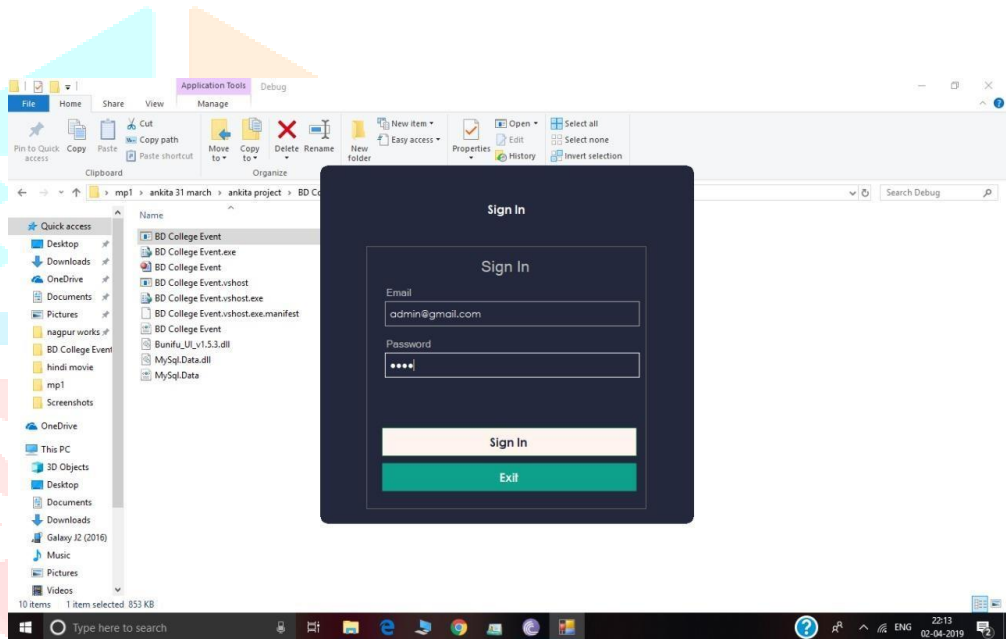 Application Tools Debug
File Home Share View Manage
Pin to Quick access
Copy
Paste
Cut
Copy path
Paste shortcut
Clipboard
Move to
Copy to
Delete
Rename
Organize
New folder
New item
Easy access
Properties
Open
Edit
History
Select all
Select none
Invert selection
mp1 › ankita 31 march › ankita project › BD Co
Search Debug
Quick access
Desktop
Downloads
OneDrive
Documents
Pictures
nagpur works
BD College Event
hindi movie
mp1
Screenshots
OneDrive
This PC
3D Objects
Desktop
Documents
Downloads
Galaxy J2 (2016)
Music
Pictures
Videos
Name
BD College Event
BD College Event.exe
BD College Event
BD College Event.vshost
BD College Event.vshost.exe
BD College Event.vshost.exe.manifest
BD College Event
Bunifu_UI_v1.5.3.dll
MySql.Data.dll
MySql.Data
Sign In
Sign In
Email
admin@gmail.com
Password
••••
Sign In
Exit
10 items 1 item selected 853 KB
Type here to search
ENG
22:13
02-04-2019